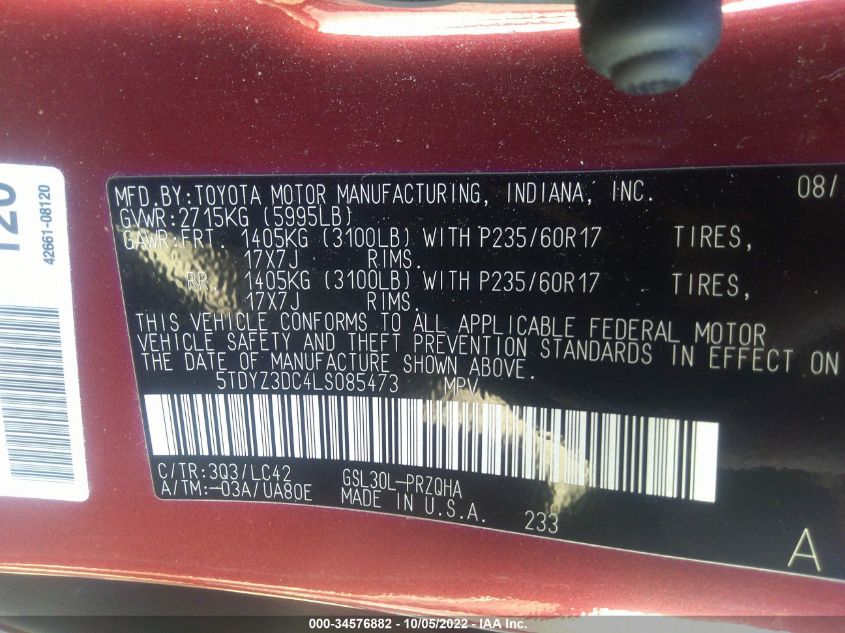 MFD. BY: TOYOTA MOTOR MANUFACTURING, INDIANA, INC. 08/
GVWR: 2715KG (5995LB)
GAWR: FRT. 1405KG (3100LB) WITH P235/60R17 TIRES,
17X7J RIMS.
RR. 1405KG (3100LB) WITH P235/60R17 TIRES,
17X7J RIMS.
THIS VEHICLE CONFORMS TO ALL APPLICABLE FEDERAL MOTOR
VEHICLE SAFETY AND THEFT PREVENTION STANDARDS IN EFFECT ON
THE DATE OF MANUFACTURE SHOWN ABOVE.
5TDYZ3DC4LS085473 MPV
C/TR: 3Q3/LC42 GSL30L-PRZQHA
A/TM: -03A/UA80E MADE IN U.S.A. 233
A
42661-08120
000-34576882 - 10/05/2022 - IAA Inc.